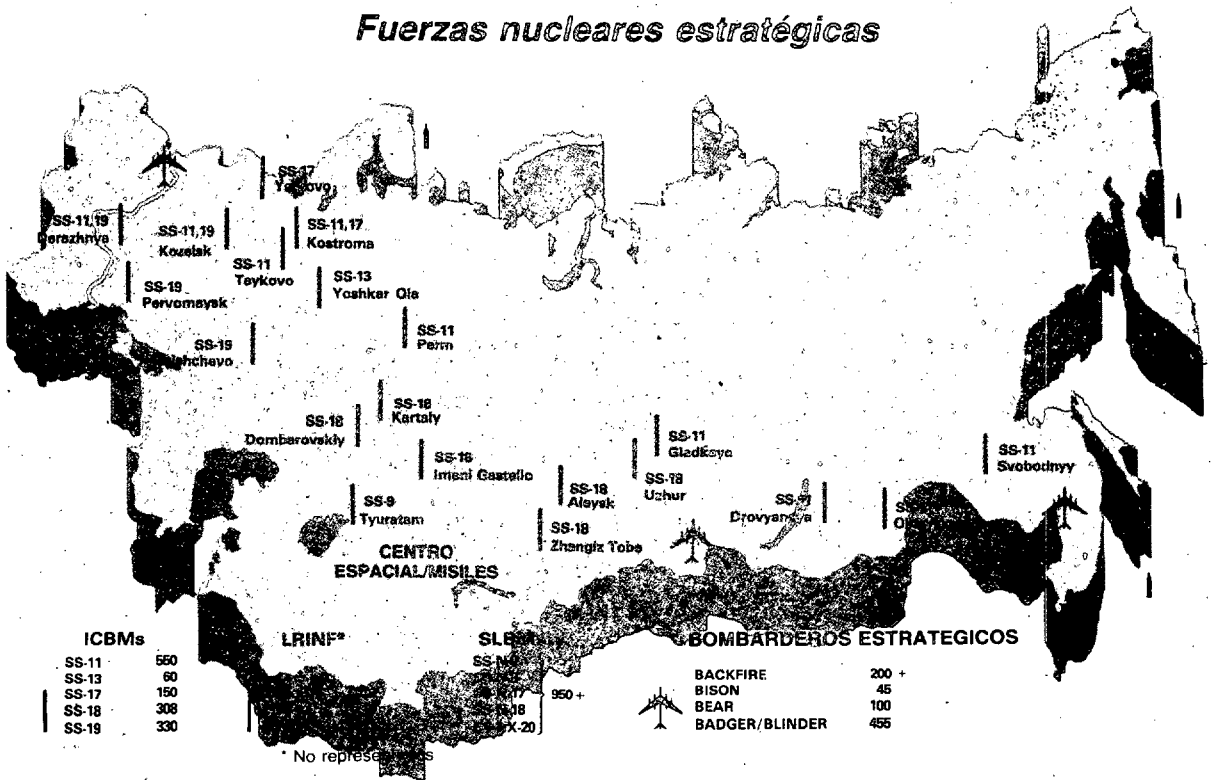 Fuerzas nucleares estratégicas
SS-17
SS-11,19
SS-11,19
Kozelsk
SS-11,17
Kostroma
SS-11
Teykovo
SS-13
Yoshkar Ola
SS-19
Pervomaysk
SS-11
Perm
SS-19
SS-18
Kartaly
SS-18
Dombarovskiy
SS-11
Gladkaya
SS-11
Svobodnyy
SS-18
Imeni Gastello
SS-18
Uzhur
SS-18
Aleysk
SS-9
Tyuratam
SS-18
Zhangiz Tobe
CENTRO
ESPACIAL/MISILES
ICBMs
SS-11 550
SS-13 60
SS-17 150
SS-18 308
SS-19 330
LRINF*
950 +
BOMBARDEROS ESTRATEGICOS
BACKFIRE 200 +
BISON 45
BEAR 100
BADGER/BLINDER 455
* No